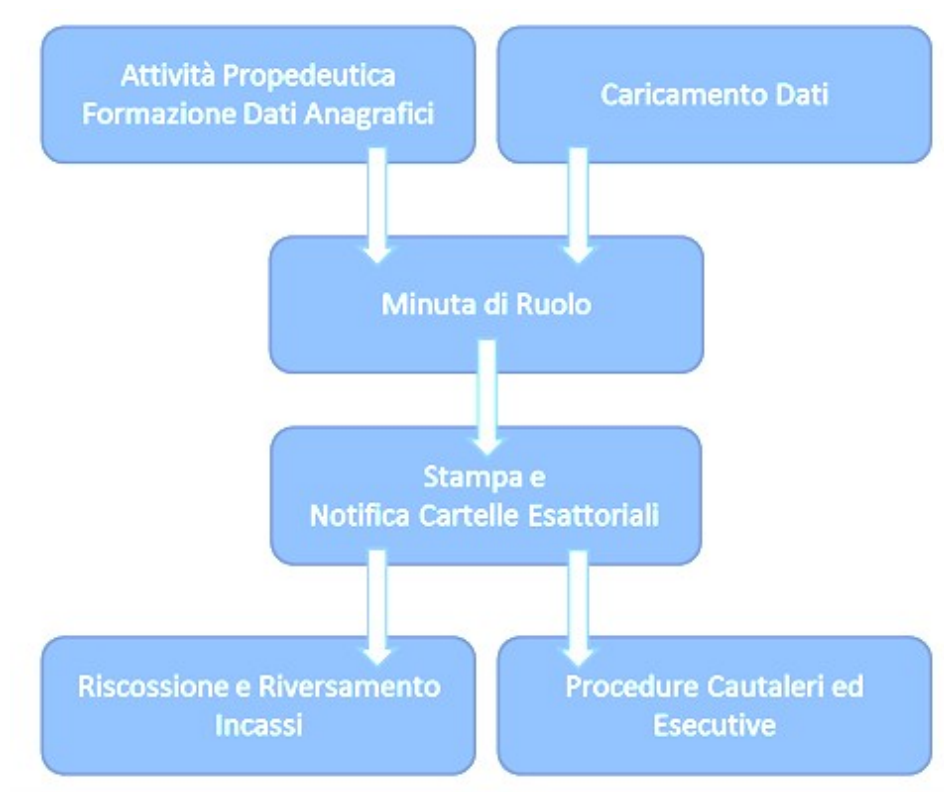 Attività Propedeutica
Formazione Dati Anagrafici
Caricamento Dati
Minuta di Ruolo
Stampa e
Notifica Cartelle Esattoriali
Riscossione e Riversamento
Incassi
Procedure Cautaleri ed
Esecutive